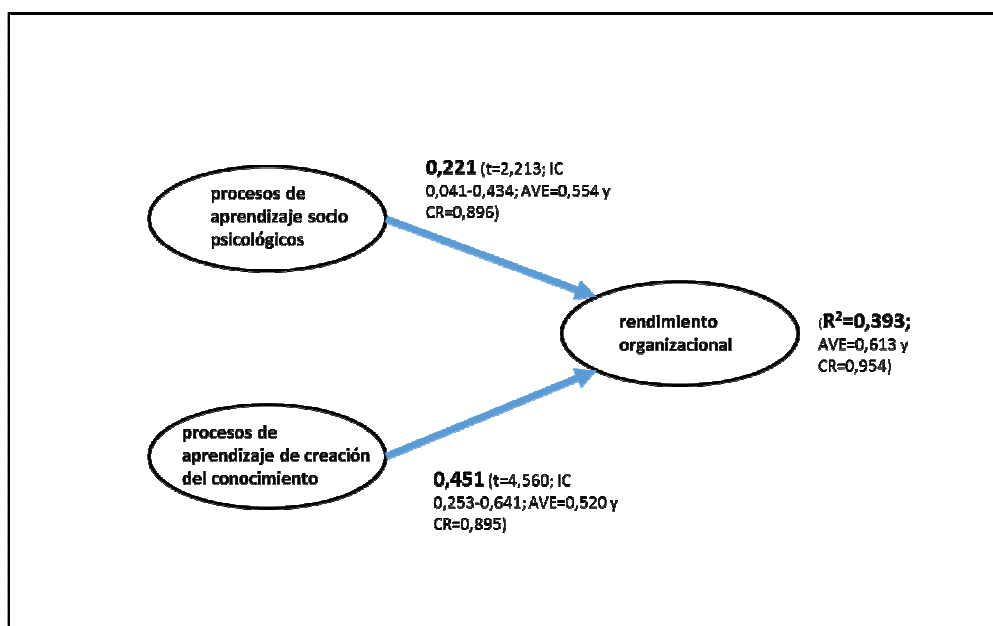 procesos de
aprendizaje socio
psicológicos
0,221 (t=2,213; IC
0,041-0,434; AVE=0,554 y
CR=0,896)
rendimiento
organizacional
(R²=0,393;
AVE=0,613 y
CR=0,954)
procesos de
aprendizaje de creación
del conocimiento
0,451 (t=4,560; IC
0,253-0,641; AVE=0,520 y
CR=0,895)